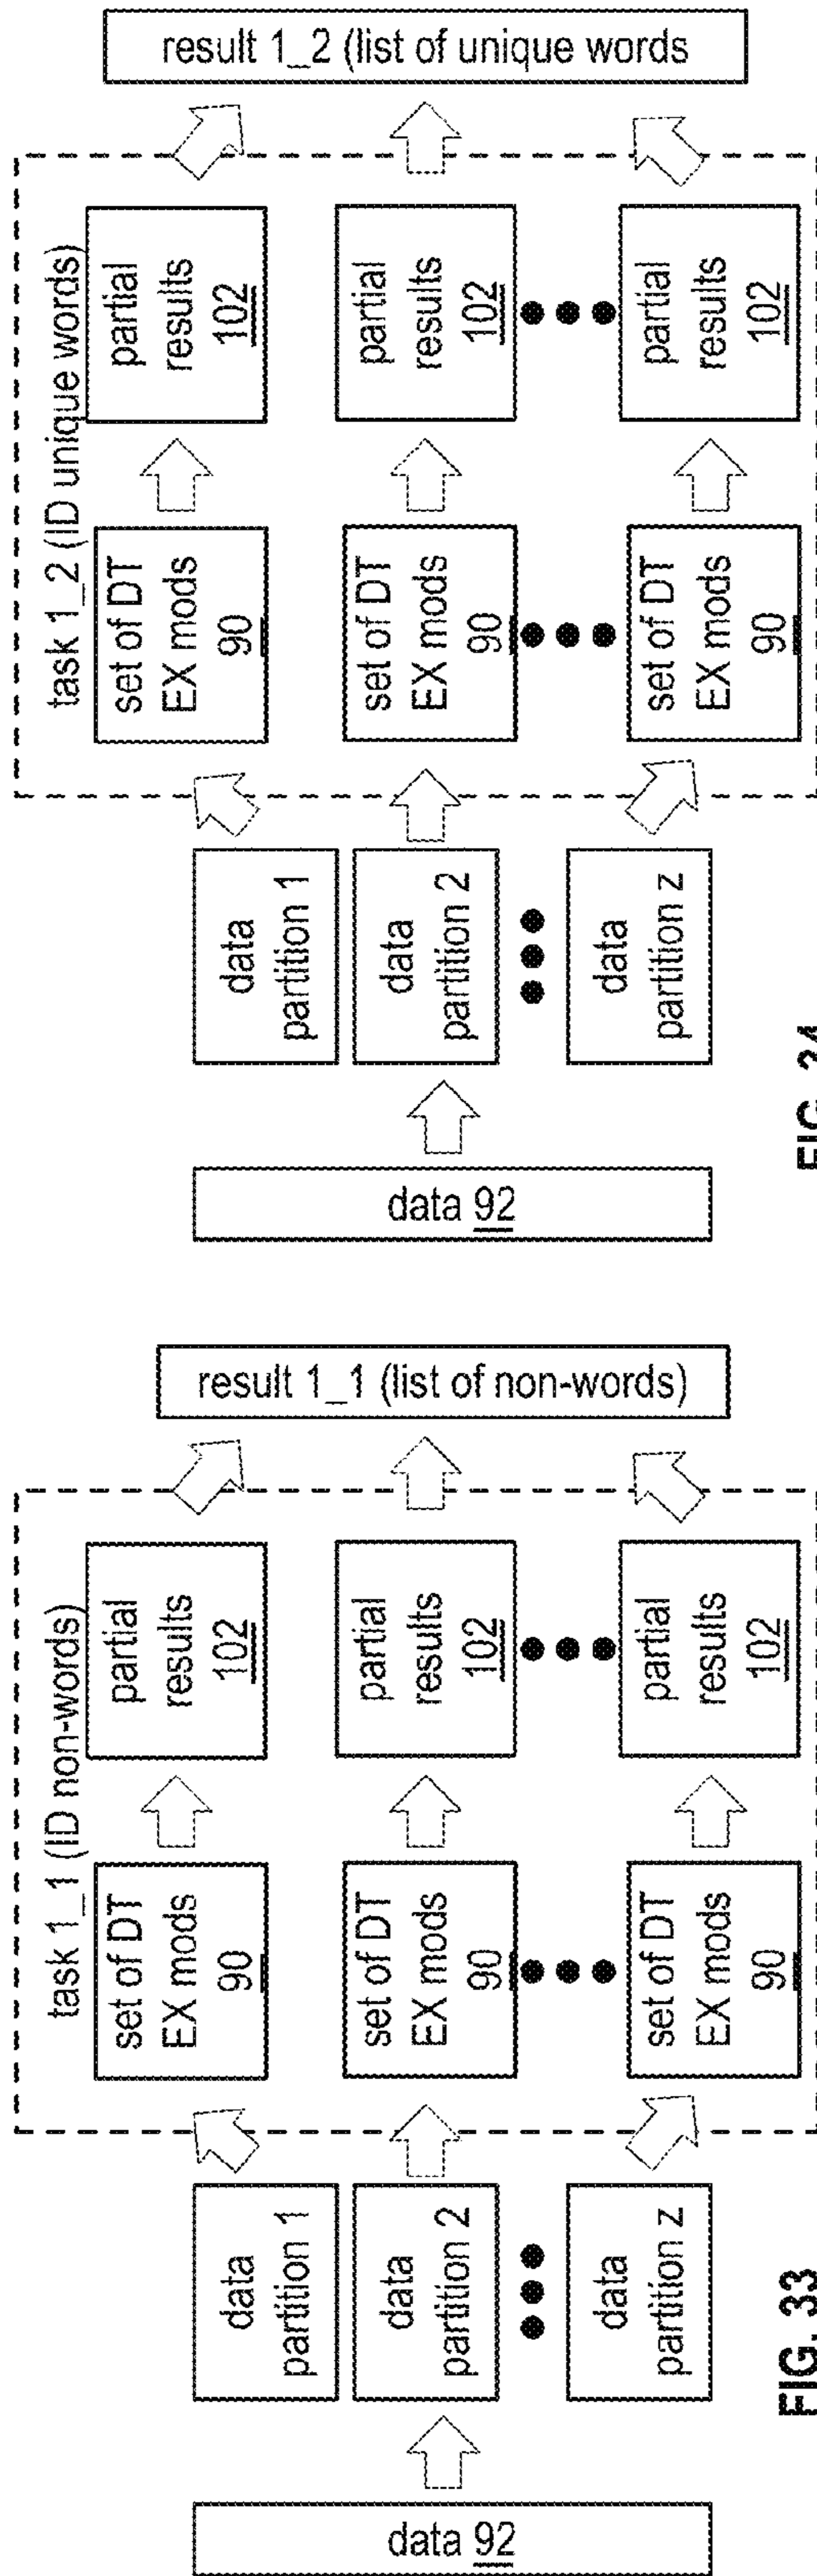 data 92
data
partition 1
data
partition 2
data
partition z
task 1_1 (ID non-words)
set of DT
EX mods
90
set of DT
EX mods
90
set of DT
EX mods
90
partial
results
102
partial
results
102
partial
results
102
result 1_1 (list of non-words)
FIG. 33
data 92
data
partition 1
data
partition 2
data
partition z
task 1_2 (ID unique words)
set of DT
EX mods
90
set of DT
EX mods
90
set of DT
EX mods
90
partial
results
102
partial
results
102
partial
results
102
result 1_2 (list of unique words
FIG. 34